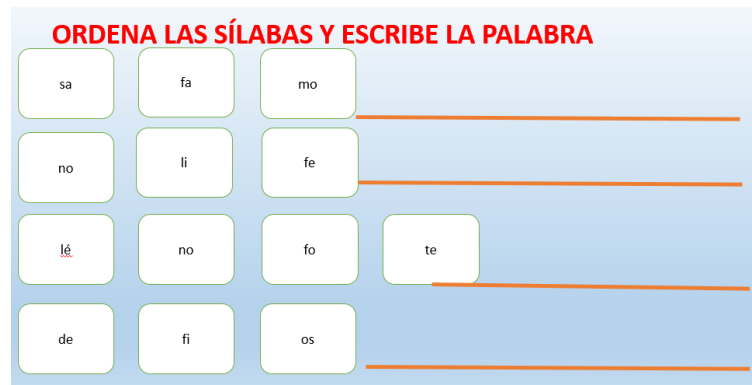 ORDENA LAS SÍLABAS Y ESCRIBE LA PALABRA
sa fa mo
no li fe
lé no fo te
de fi os